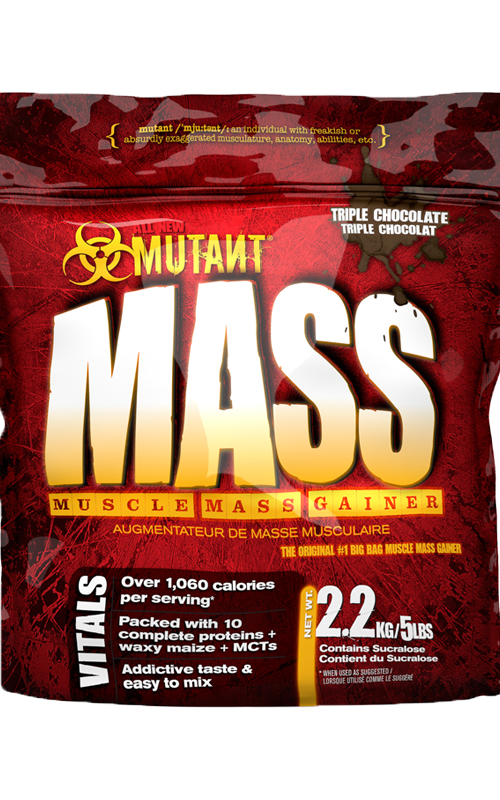 mutant /'mju:tənt/: an individual with freakish or
absurdly exaggerated musculature, anatomy, abilities, etc.
TRIPLE CHOCOLATE
TRIPLE CHOCOLAT
ALL NEW
MUTANT®
MASS
MUSCLE MASS GAINER
AUGMENTATEUR DE MASSE MUSCULAIRE
THE ORIGINAL #1 BIG BAG MUSCLE MASS GAINER
VITALS
Over 1,060 calories
per serving*
Packed with 10
complete proteins +
waxy maize + MCTs
Addictive taste &
easy to mix
NET WT.
2.2KG/5LBS
Contains Sucralose
Contient du Sucralose
* WHEN USED AS SUGGESTED /
LORSQUE UTILISÉ COMME LE SUGGÉRÉ